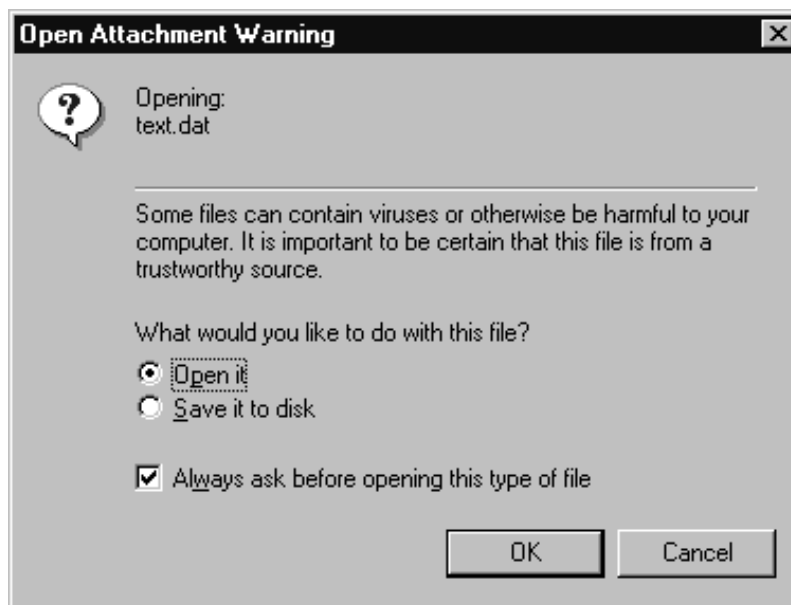 Open Attachment Warning
Opening:
text.dat
Some files can contain viruses or otherwise be harmful to your
computer. It is important to be certain that this file is from a
trustworthy source.
What would you like to do with this file?
Open it
Save it to disk
Always ask before opening this type of file
OK Cancel